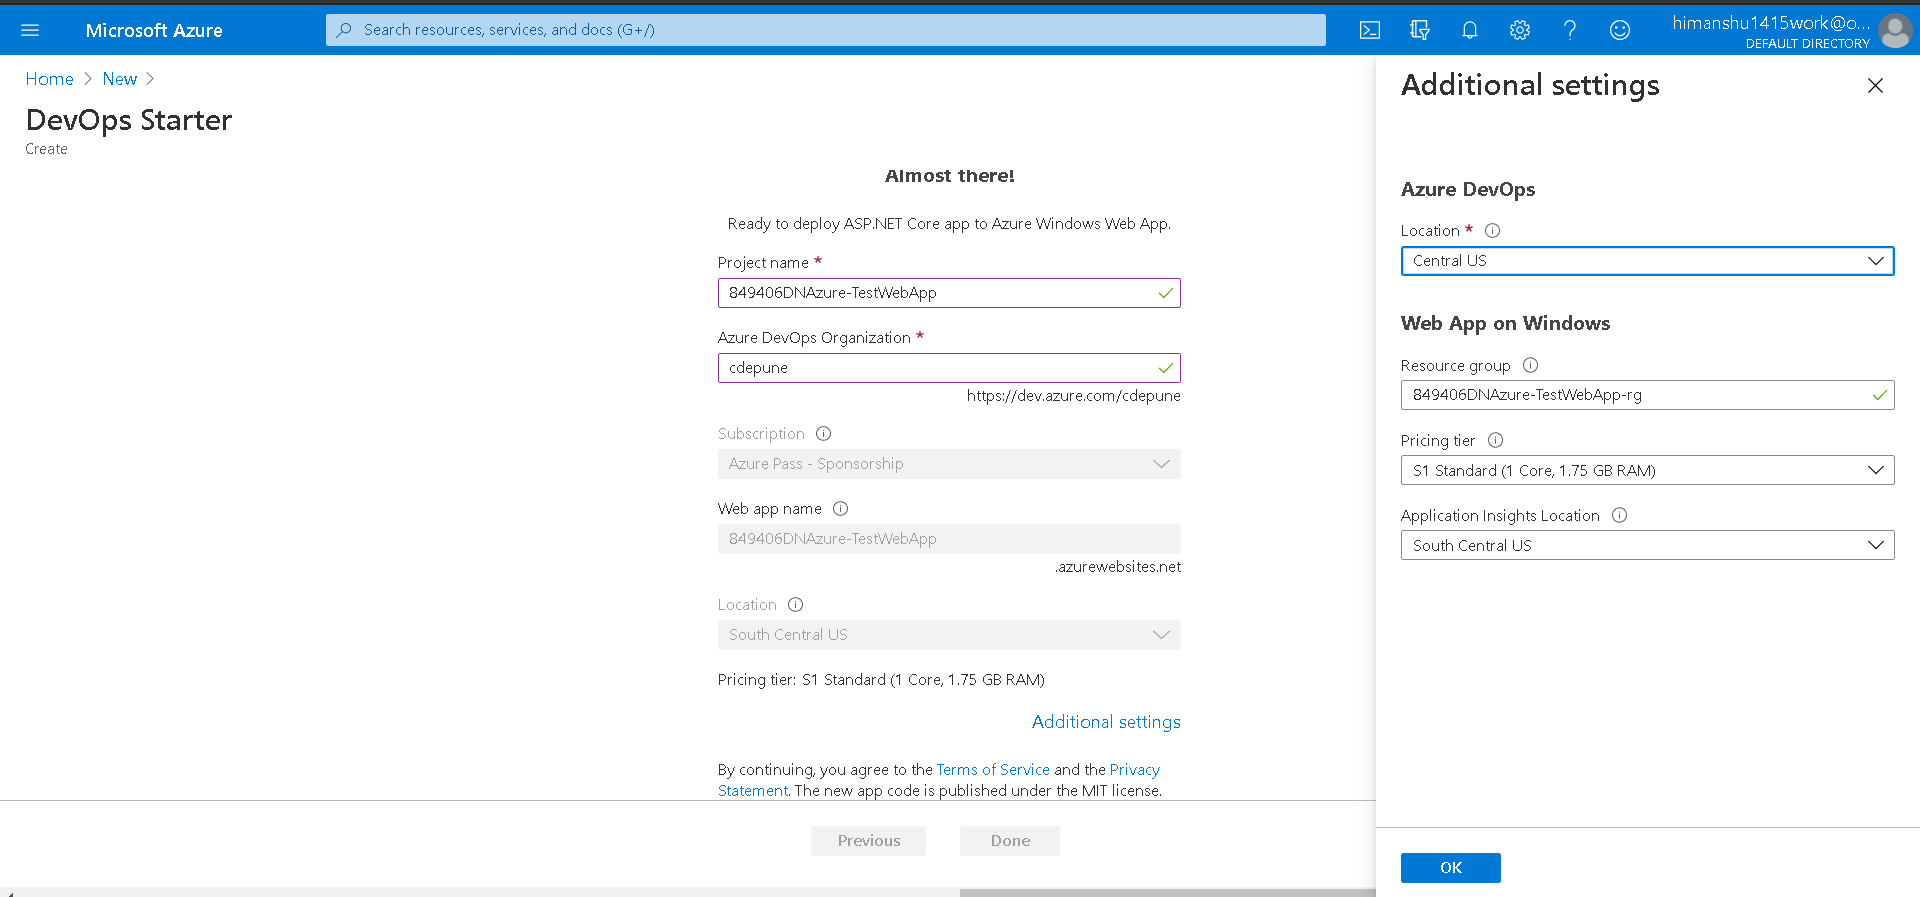 Microsoft Azure
Search resources, services, and docs (G+/)
himanshu1415work@o...
DEFAULT DIRECTORY
Home > New >
DevOps Starter
Create
Almost there!
Ready to deploy ASP.NET Core app to Azure Windows Web App.
Project name *
849406DNAzure-TestWebApp
Azure DevOps Organization *
cdepune
https://dev.azure.com/cdepune
Subscription
Azure Pass - Sponsorship
Web app name
849406DNAzure-TestWebApp
.azurewebsites.net
Location
South Central US
Pricing tier: S1 Standard (1 Core, 1.75 GB RAM)
Additional settings
By continuing, you agree to the Terms of Service and the Privacy
Statement. The new app code is published under the MIT license.
Previous
Done
Additional settings
Azure DevOps
Location *
Central US
Web App on Windows
Resource group
849406DNAzure-TestWebApp-rg
Pricing tier
S1 Standard (1 Core, 1.75 GB RAM)
Application Insights Location
South Central US
OK